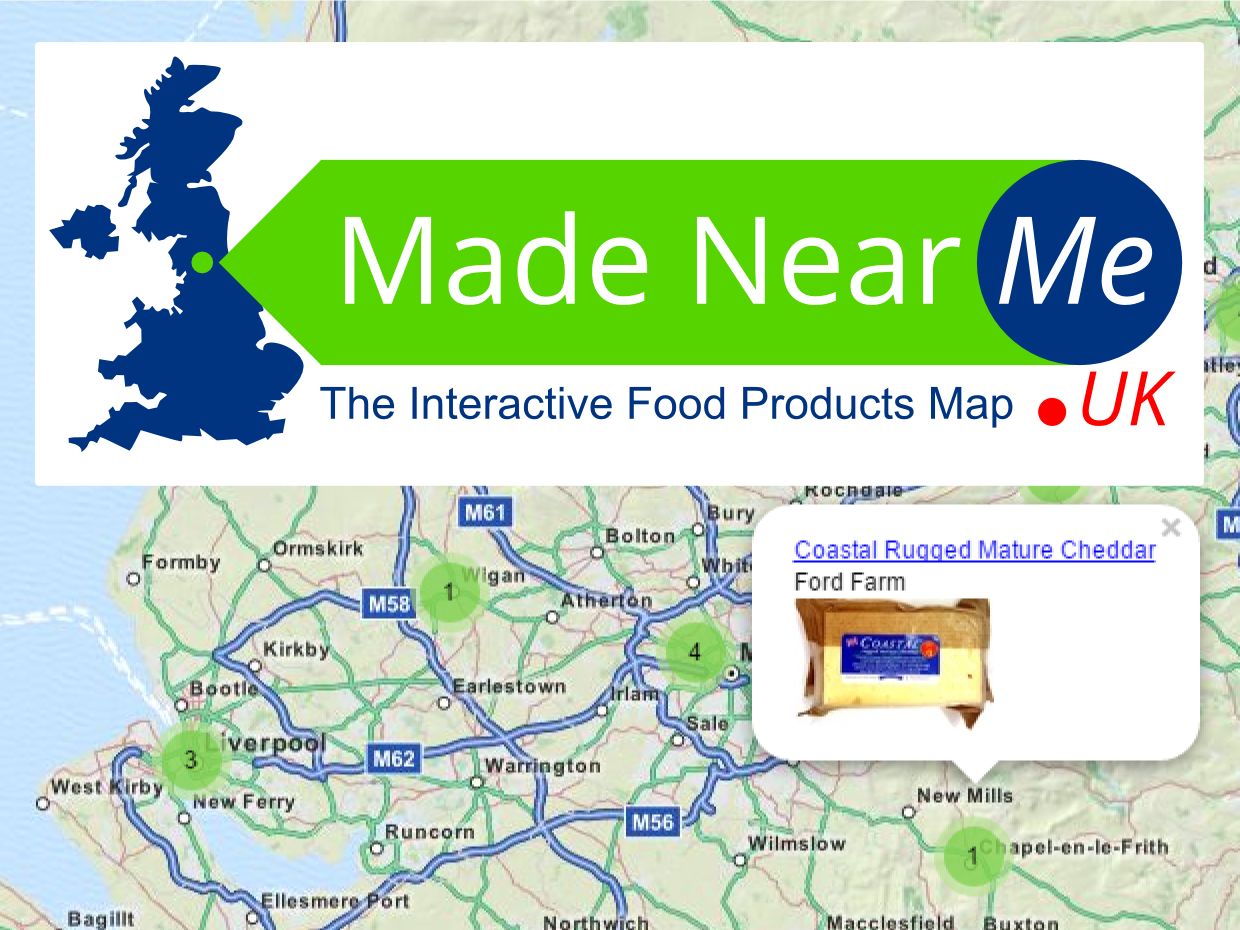 Made Near Me
The Interactive Food Products Map .UK
Rochdale
M61
Bury
Bolton
Coastal Rugged Mature Cheddar
Ford Farm
COASTAL
Ormskirk
Formby
Wigan
1
M58
Atherton
Kirkby
4
Bootle
Earlestown
Irlam
Sale
Liverpool
3
M62
Warrington
West Kirby
New Ferry
New Mills
M56
Runcorn
Wilmslow
1
Chapel-en-le-Frith
Ellesmere Port
Bagillt
Northwich
Macclesfield
Buxton